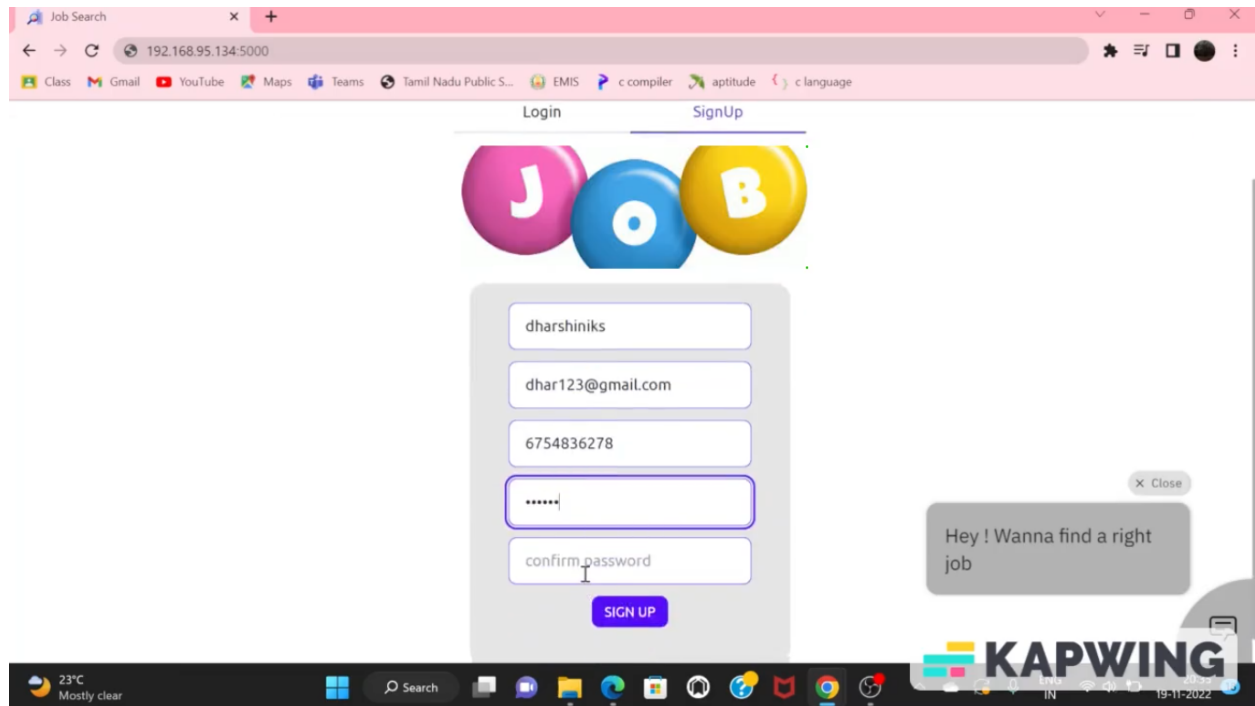 Job Search
192.168.95.134:5000
Class Gmail YouTube Maps Teams Tamil Nadu Public S... EMIS c compiler aptitude c language
Login SignUp
JOB
dharshiniks
dhar123@gmail.com
6754836278
••••••
confirm password
SIGN UP
× Close
Hey ! Wanna find a right
job
KAPWING
23°C
Mostly clear
Search
ENG
IN
19-11-2022